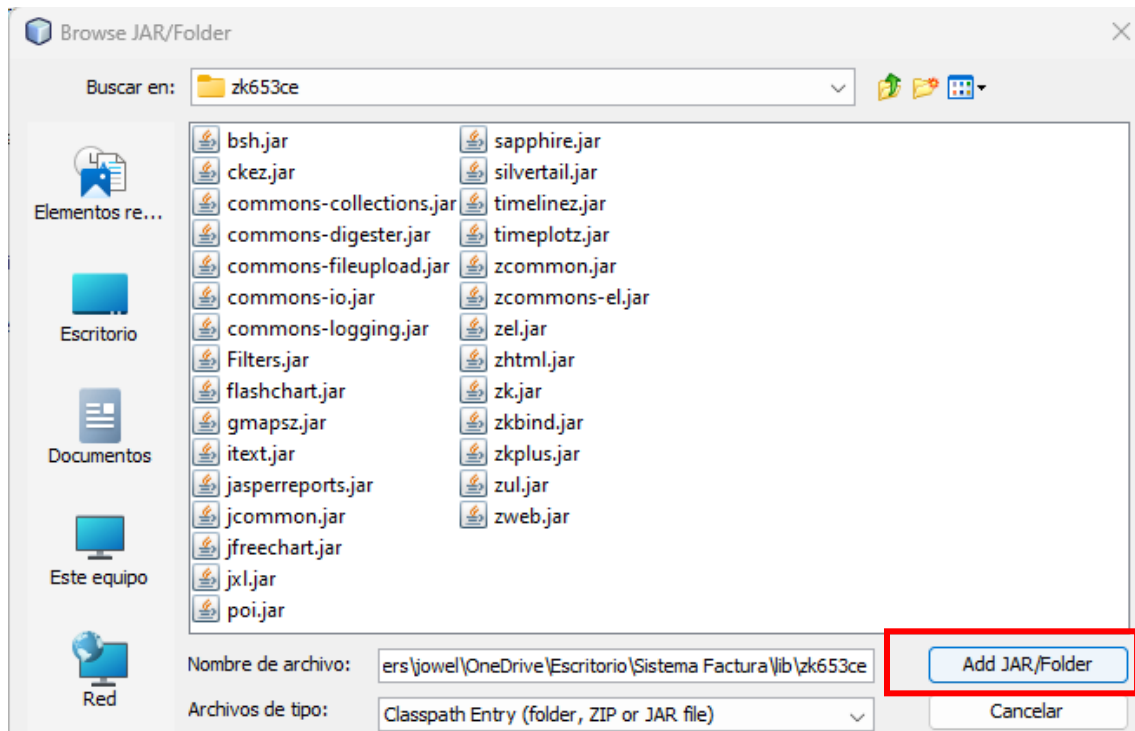 Browse JAR/Folder
Buscar en:
zk653ce
Elementos re...
Escritorio
Documentos
Este equipo
Red
bsh.jar
ckez.jar
commons-collections.jar
commons-digester.jar
commons-fileupload.jar
commons-io.jar
commons-logging.jar
Filters.jar
flashchart.jar
gmapsz.jar
itext.jar
jasperreports.jar
jcommon.jar
jfreechart.jar
jxl.jar
poi.jar
sapphire.jar
silvertail.jar
timelinez.jar
timeplotz.jar
zcommon.jar
zcommons-el.jar
zel.jar
zhtml.jar
zk.jar
zkbind.jar
zkplus.jar
zul.jar
zweb.jar
Nombre de archivo:
ers\jowel\OneDrive\Escritorio\Sistema Factura\lib\zk653ce
Add JAR/Folder
Archivos de tipo:
Classpath Entry (folder, ZIP or JAR file)
Cancelar